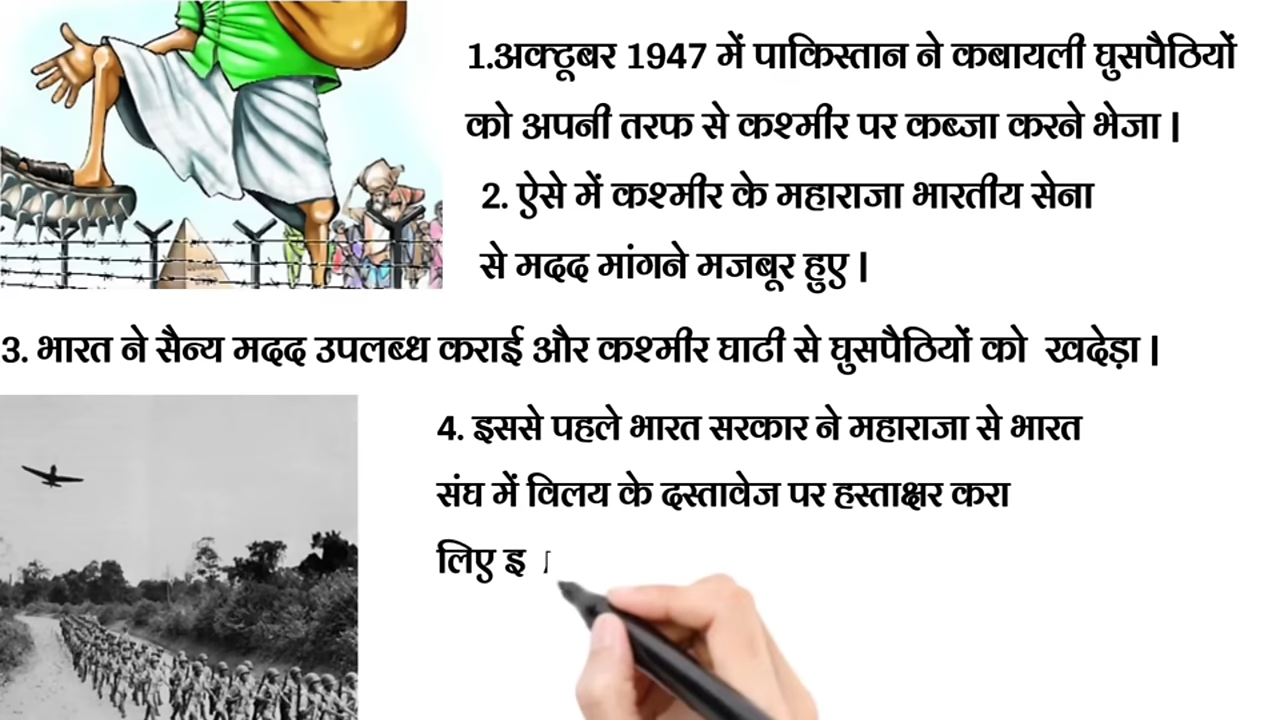 1.अक्टूबर 1947 में पाकिस्तान ने कबायली घुसपैठियों
को अपनी तरफ से कश्मीर पर कब्जा करने भेजा |
2. ऐसे में कश्मीर के महाराजा भारतीय सेना
से मदद मांगने मजबूर हुए |
3. भारत ने सैन्य मदद उपलब्ध कराई और कश्मीर घाटी से घुसपैठियों को खदेड़ा |
4. इससे पहले भारत सरकार ने महाराजा से भारत
संघ में विलय के दस्तावेज पर हस्ताक्षर करा
लिए इ